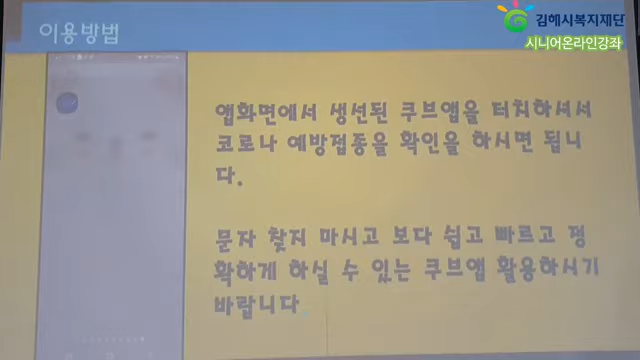 이용방법
김해시복지재단
시니어온라인강좌
앱화면에서 생선된 쿠브앱을 터치하셔서
코로나 예방접종을 확인을 하시면 됩니
다.
문자 찾지 마시고 보다 쉽고 빠르고 정
확하게 하실 수 있는 쿠브앱 활용하시기
바랍니다